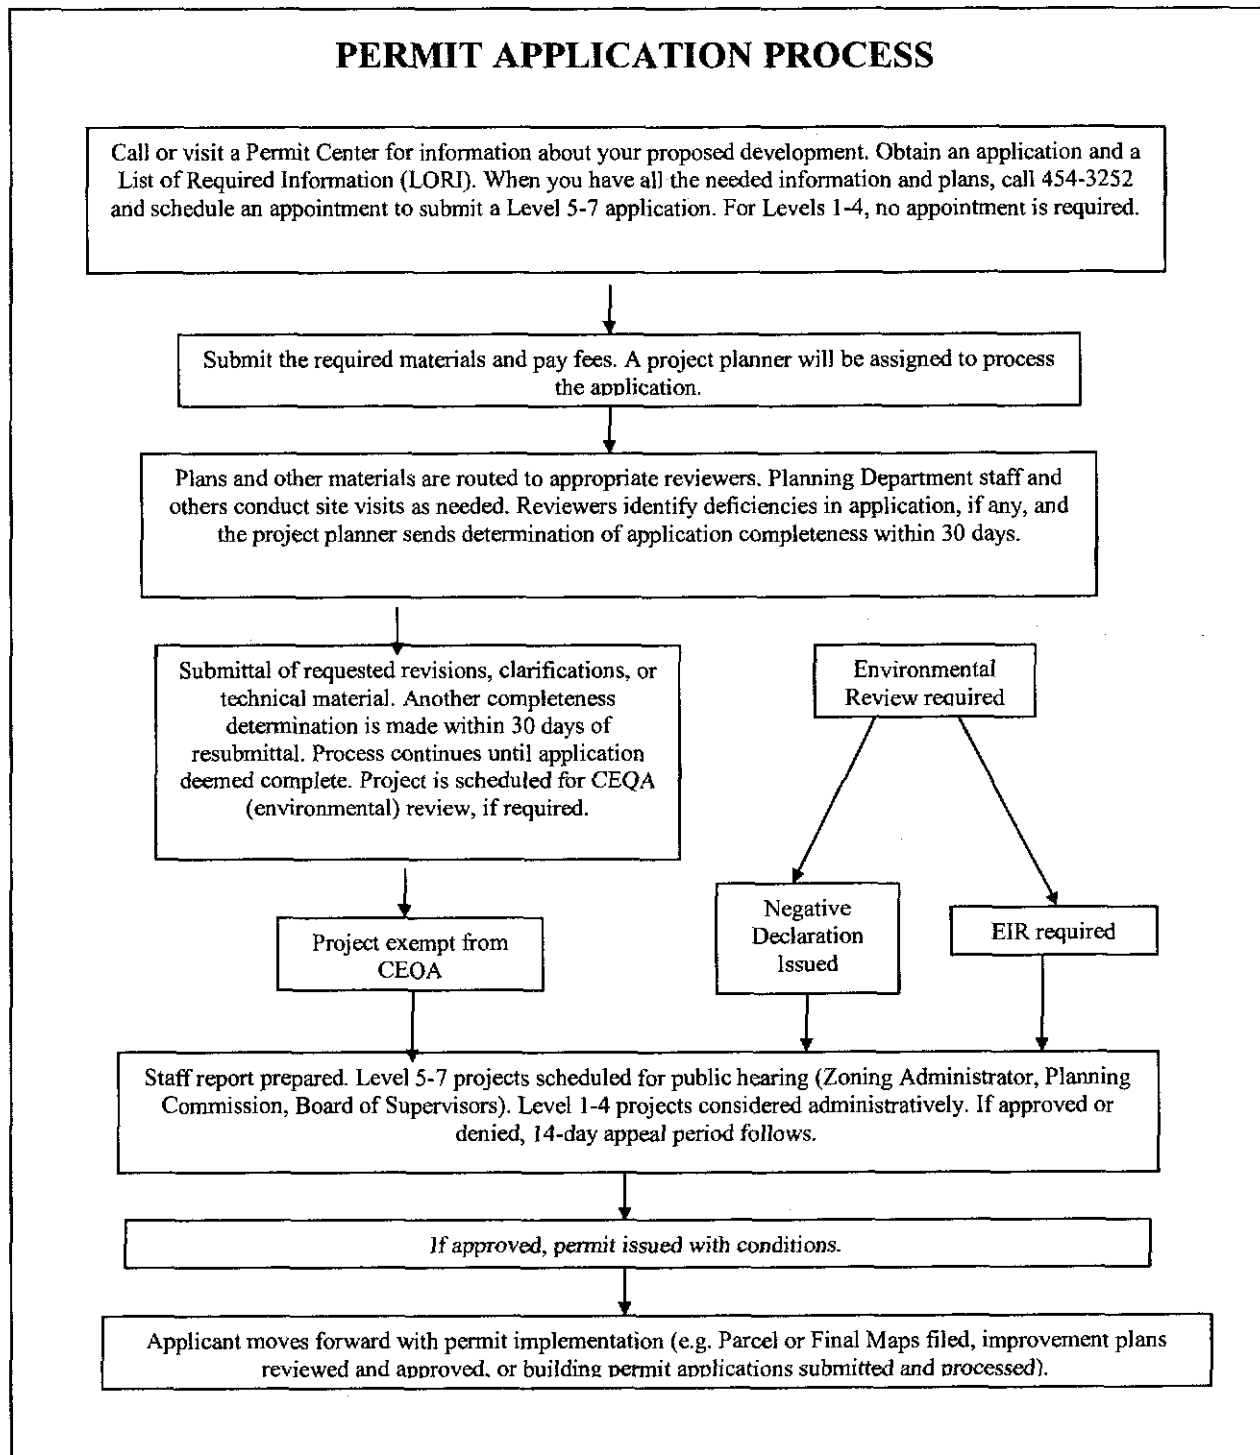 PERMIT APPLICATION PROCESS
Call or visit a Permit Center for information about your proposed development. Obtain an application and a
List of Required Information (LORI). When you have all the needed information and plans, call 454-3252
and schedule an appointment to submit a Level 5-7 application. For Levels 1-4, no appointment is required.
Submit the required materials and pay fees. A project planner will be assigned to process
the application.
Plans and other materials are routed to appropriate reviewers. Planning Department staff and
others conduct site visits as needed. Reviewers identify deficiencies in application, if any, and
the project planner sends determination of application completeness within 30 days.
Submittal of requested revisions, clarifications, or
technical material. Another completeness
determination is made within 30 days of
resubmittal. Process continues until application
deemed complete. Project is scheduled for CEQA
(environmental) review, if required.
Environmental
Review required
Negative
Declaration
Issued
EIR required
Project exempt from
CEQA
Staff report prepared. Level 5-7 projects scheduled for public hearing (Zoning Administrator, Planning
Commission, Board of Supervisors). Level 1-4 projects considered administratively. If approved or
denied, 14-day appeal period follows.
If approved, permit issued with conditions.
Applicant moves forward with permit implementation (e.g. Parcel or Final Maps filed, improvement plans
reviewed and approved, or building permit applications submitted and processed).